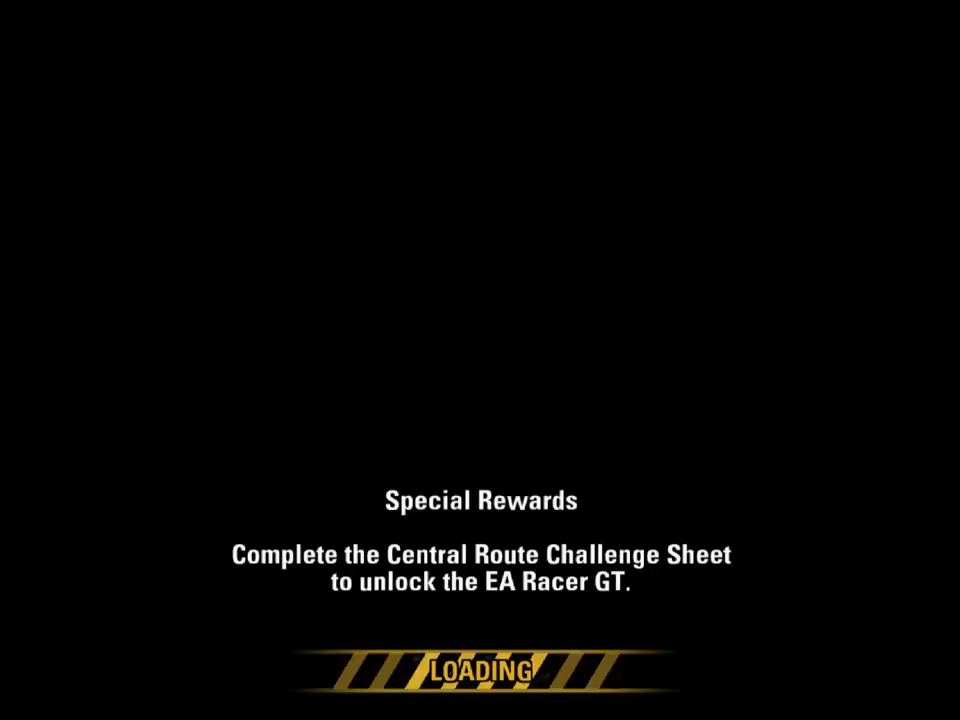 Special Rewards
Complete the Central Route Challenge Sheet
to unlock the EA Racer GT.
LOADING